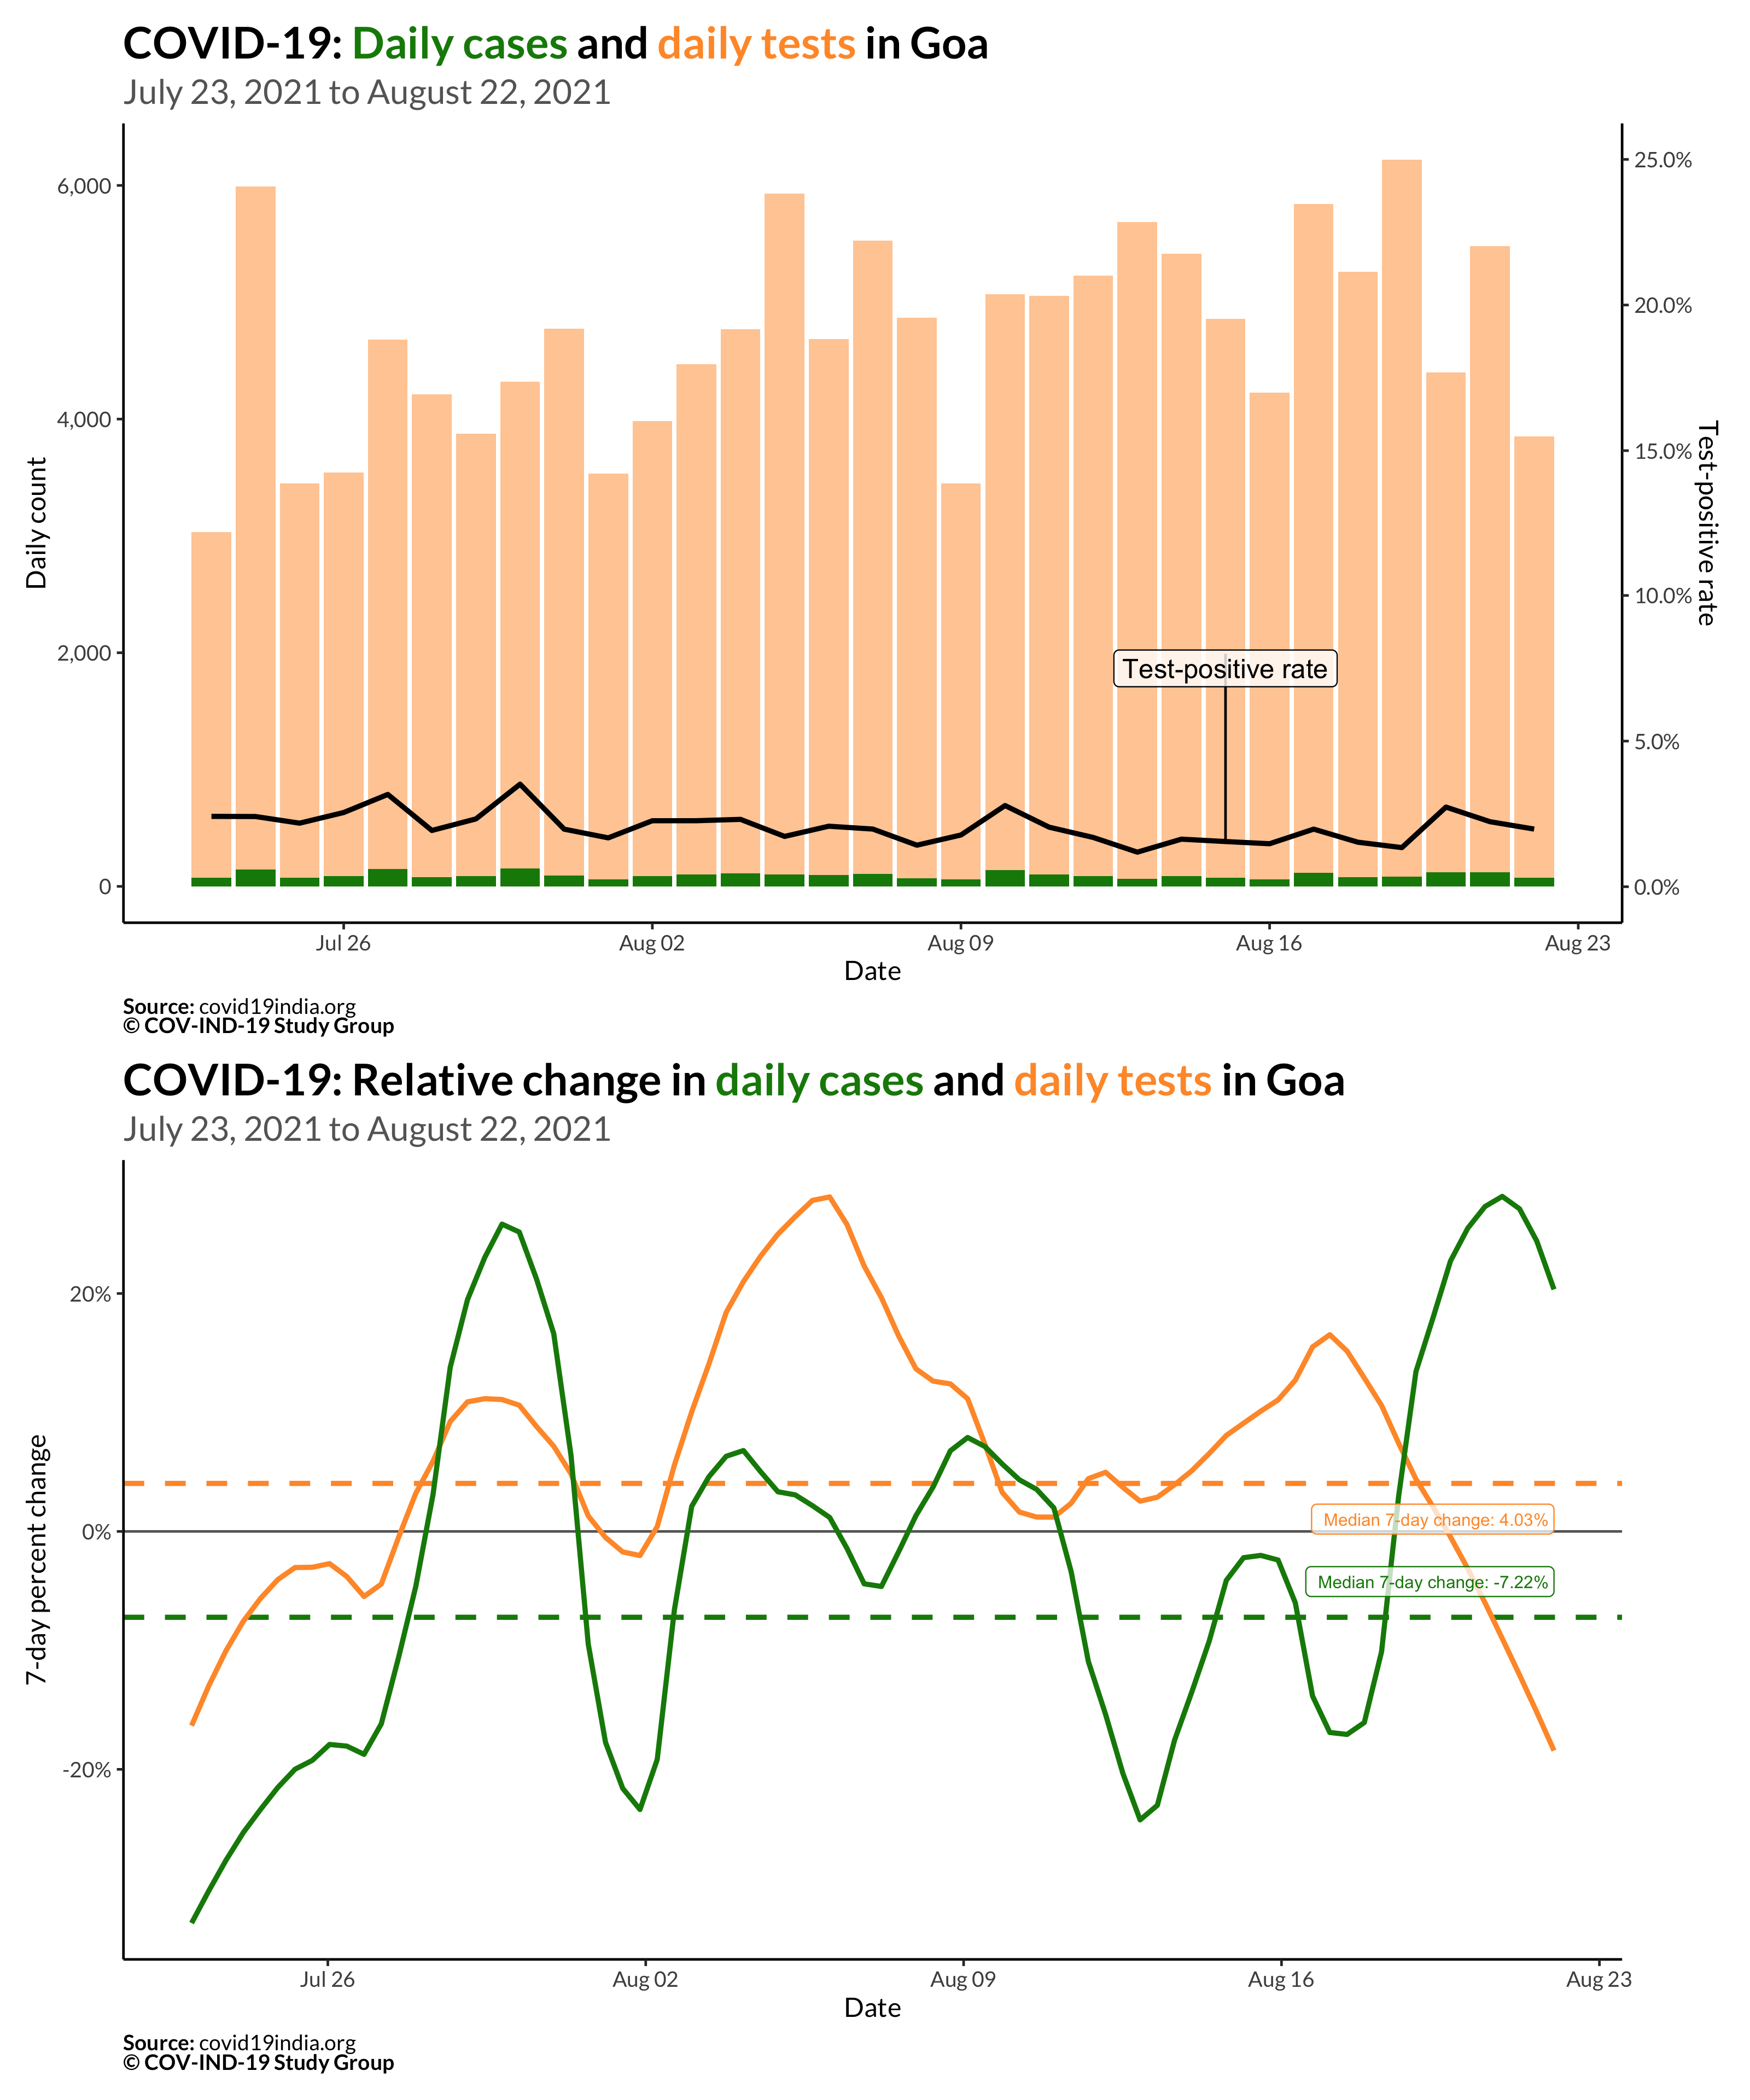 COVID-19: Daily cases and daily tests in Goa
July 23, 2021 to August 22, 2021
6,000
4,000
2,000
0
Daily count
25.0%
20.0%
15.0%
10.0%
5.0%
0.0%
Test-positive rate
Test-positive rate
Jul 26
Aug 02
Aug 09
Aug 16
Aug 23
Date
Source: covid19india.org
© COV-IND-19 Study Group
COVID-19: Relative change in daily cases and daily tests in Goa
July 23, 2021 to August 22, 2021
20%
0%
-20%
7-day percent change
Median 7-day change: 4.03%
Median 7-day change: -7.22%
Jul 26
Aug 02
Aug 09
Aug 16
Aug 23
Date
Source: covid19india.org
© COV-IND-19 Study Group